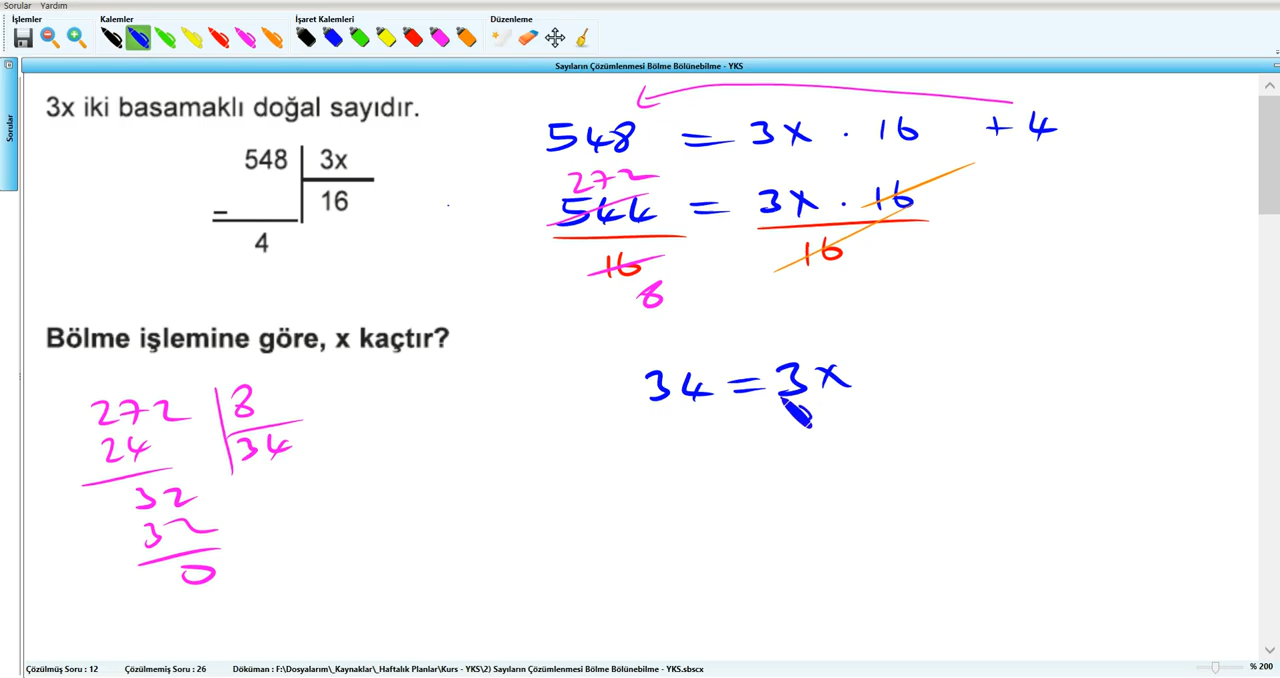 Sorular Yardım
İşlemler Kalemler İşaret Kalemleri Düzenleme
Sayıların Çözümlenmesi Bölme Bölünebilme - YKS
Sorular
3x iki basamaklı doğal sayıdır.
548 3x
16
–
4
Bölme işlemine göre, x kaçtır?
272 8
24 34
32
32
0
548 = 3x . 16 + 4
272
544 = 3x . 16
16 16
8
34 = 3x
Çözülmüş Soru : 12 Çözülmemiş Soru : 26 Döküman : F:\Dosyalarım\_Kaynaklar\_Haftalık Planlar\Kurs - YKS\2) Sayıların Çözümlenmesi Bölme Bölünebilme - YKS.sbscx % 200